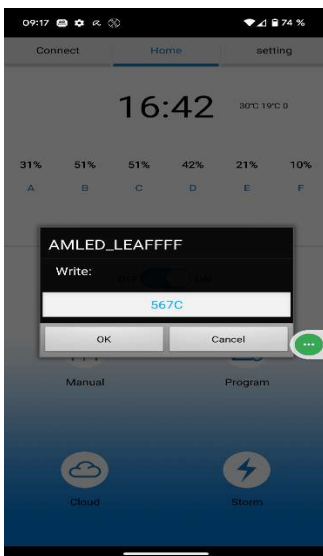 09:17 74 %
Connect Home setting
16:42 30°C 19°C 0
31% 51% 51% 42% 21% 10%
A B C D E F
AMLED_LEAFFFF
Write:
567C
OK Cancel
Manual Program
Cloud Storm